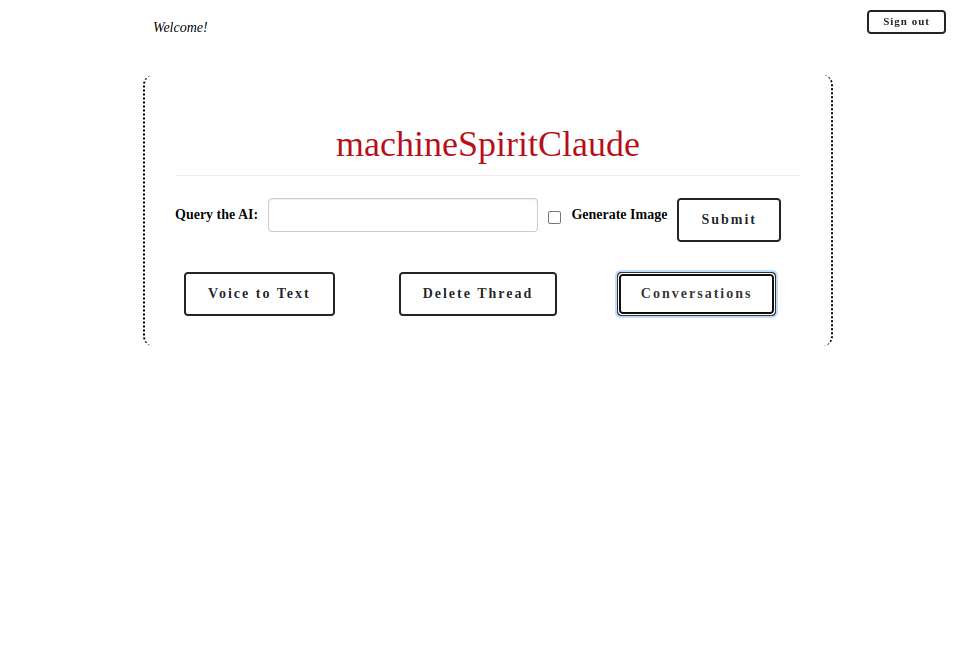 Welcome!
Sign out
machineSpiritClaude
Query the AI:
Generate Image
Submit
Voice to Text
Delete Thread
Conversations